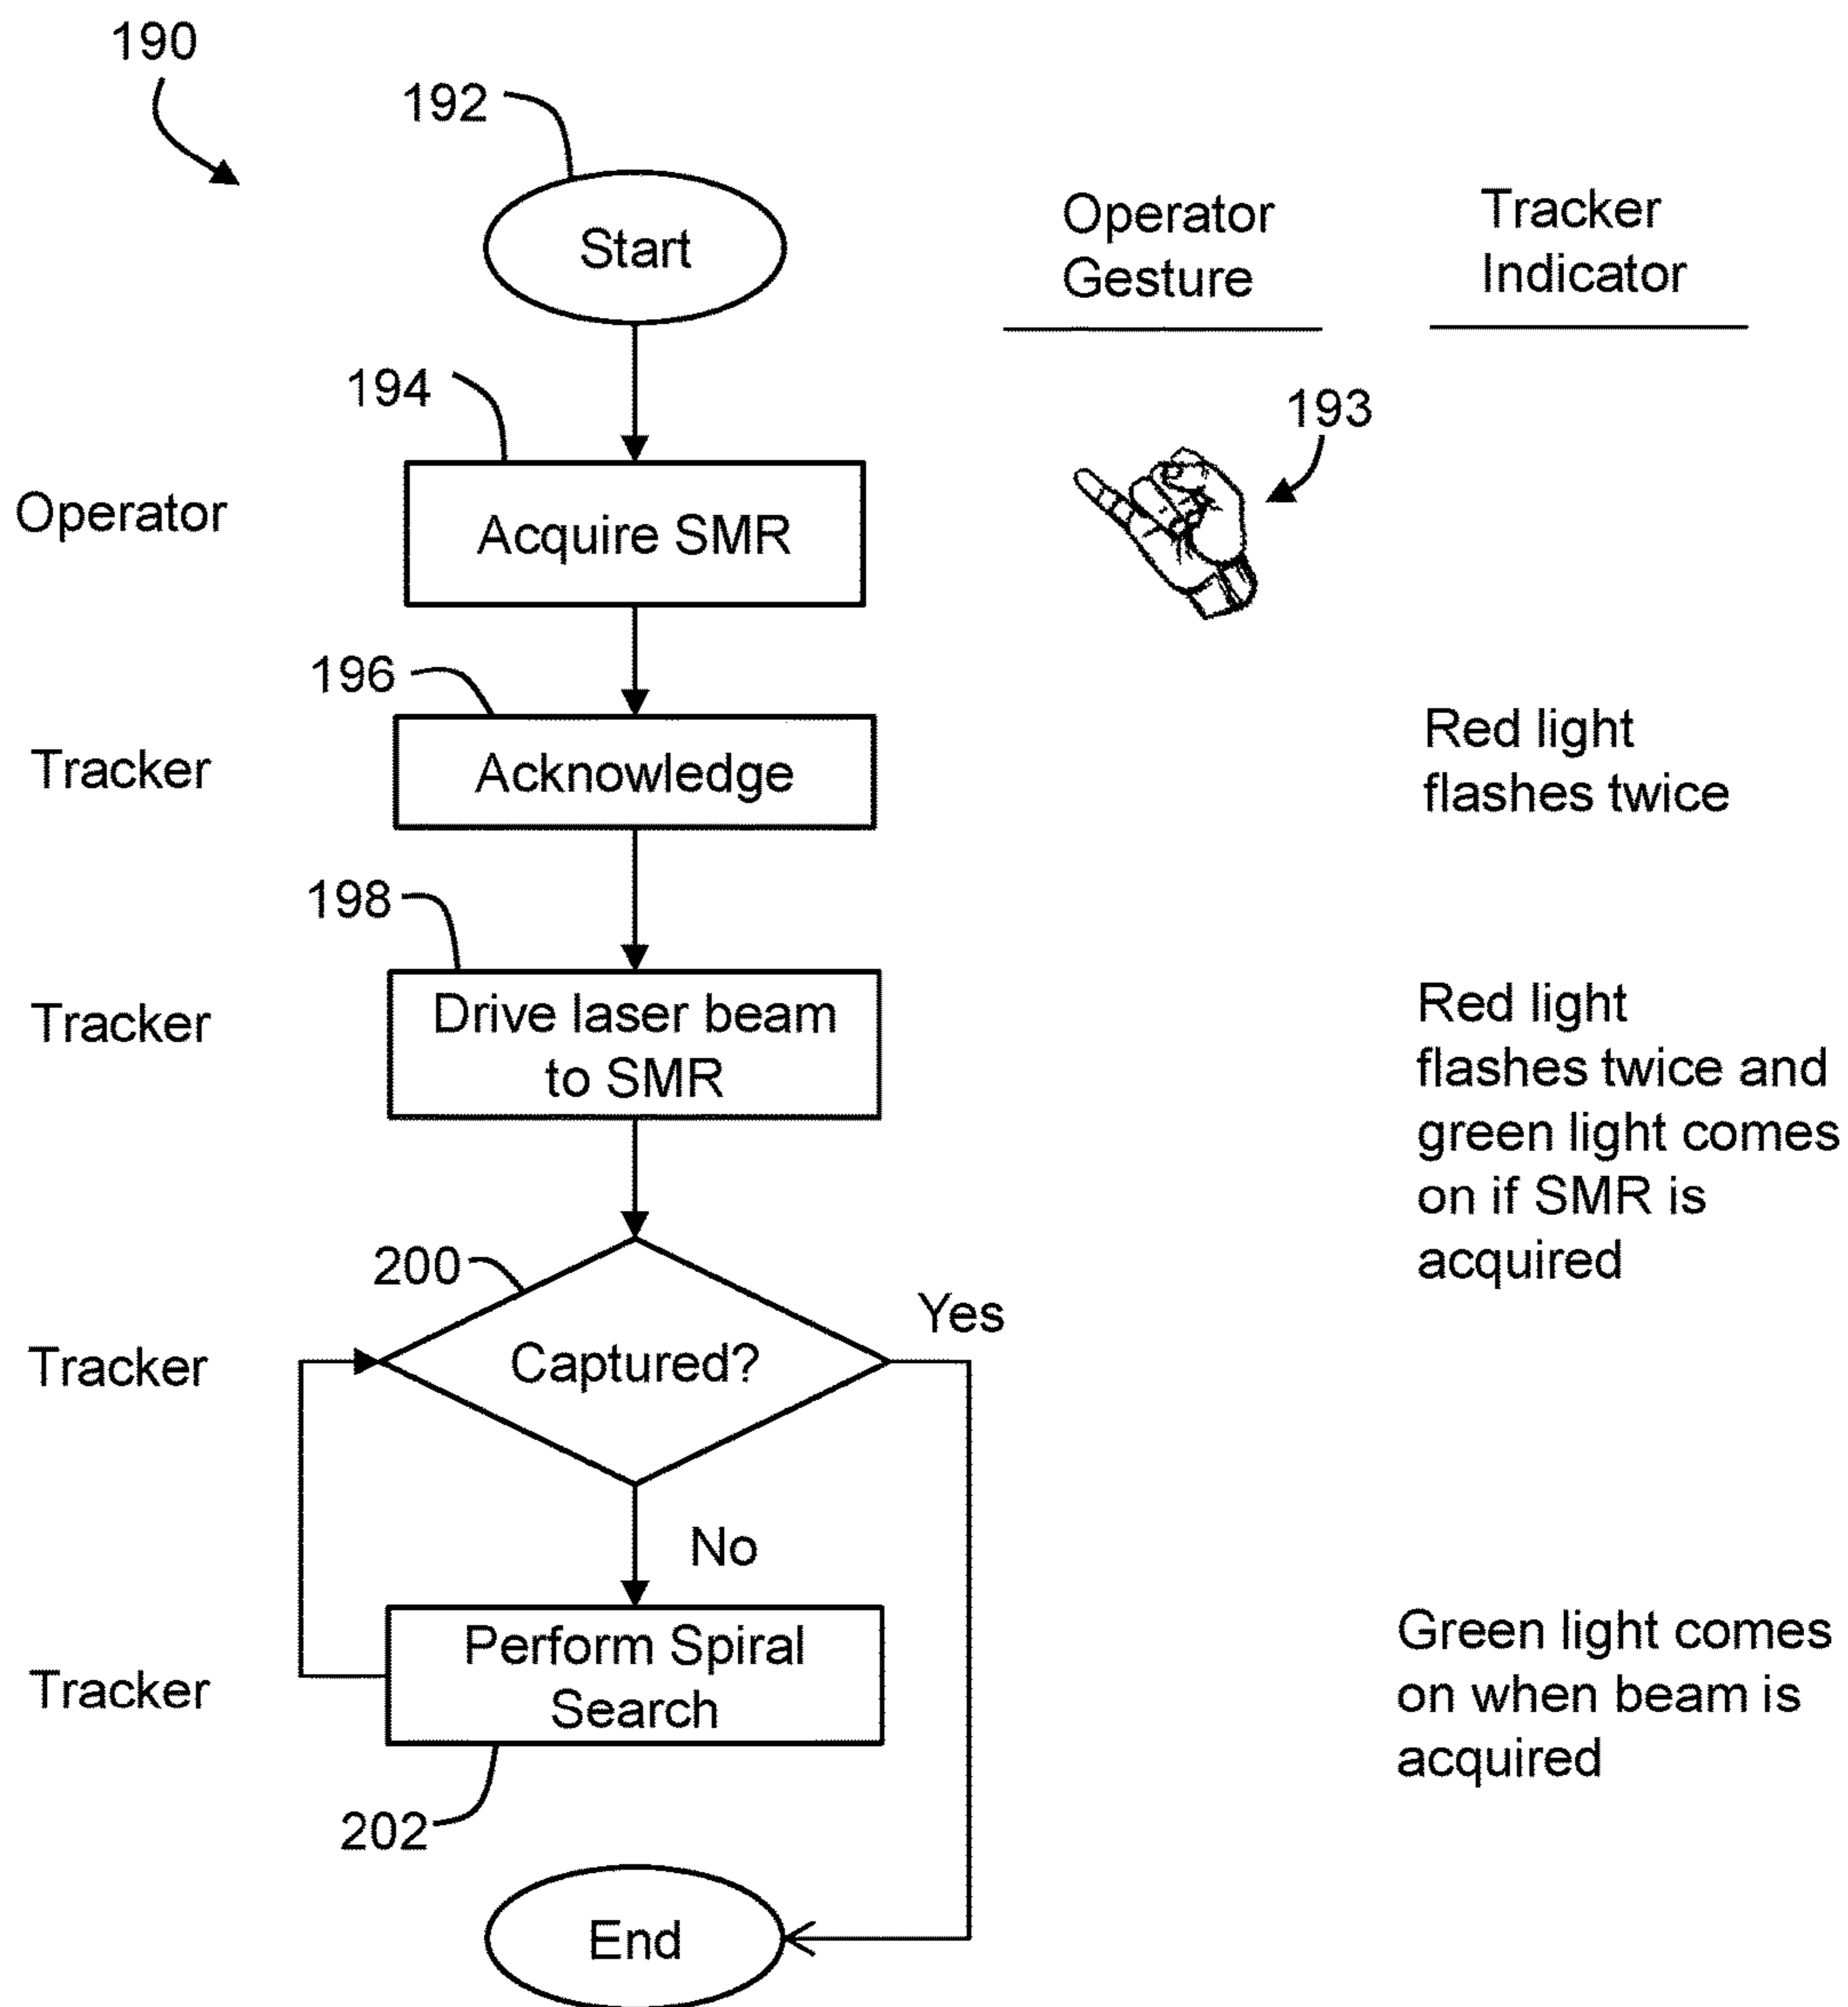 190
192
Start
Operator
Gesture
Tracker
Indicator
194
193
Operator
Acquire SMR
196
Tracker
Acknowledge
Red light
flashes twice
198
Tracker
Drive laser beam
to SMR
Red light
flashes twice and
green light comes
on if SMR is
acquired
200
Yes
Tracker
Captured?
No
Tracker
Perform Spiral
Search
Green light comes
on when beam is
acquired
202
End